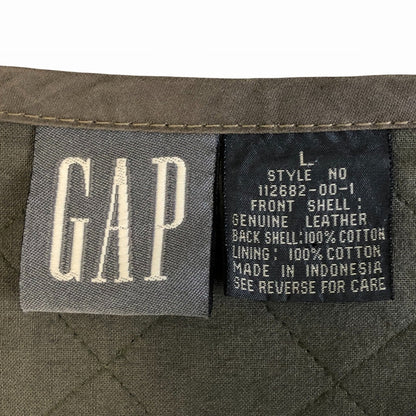 GAP
L
STYLE NO
112682-00-1
FRONT SHELL:
GENUINE LEATHER
BACK SHELL: 100% COTTON
LINING: 100% COTTON
MADE IN INDONESIA
SEE REVERSE FOR CARE